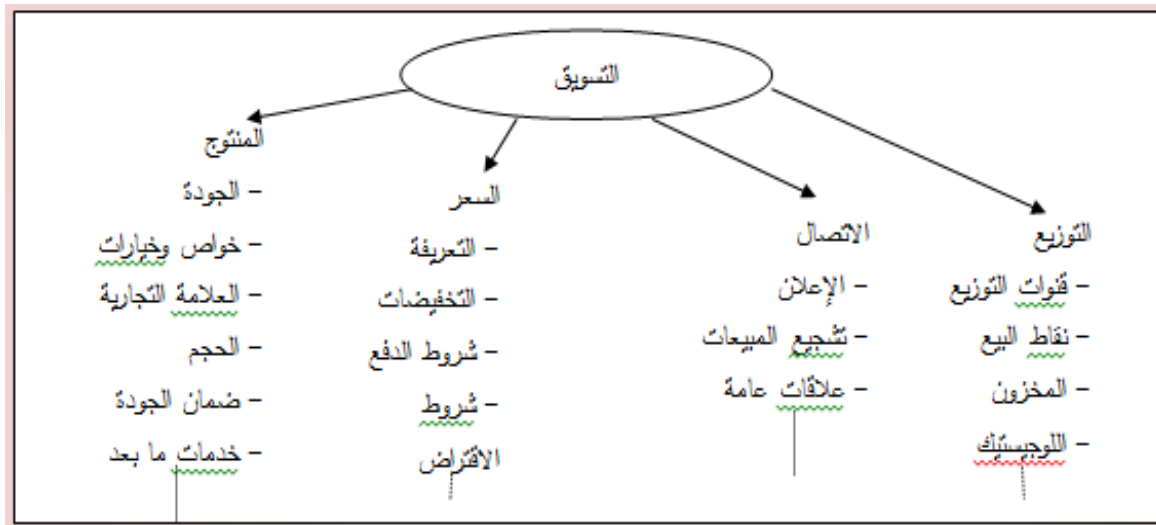 التسويق
التوزيع
- قنوات التوزيع
- نقاط البيع
- المخزون
- اللوجيستيك
الاتصال
- الإعلان
- تشجيع المبيعات
- علاقات عامة
السعر
- التعريفة
- التخفيضات
- شروط الدفع
- شروط
الاقتراض
المنتوج
- الجودة
- خواص وخيارات
- العلامة التجارية
- الحجم
- ضمان الجودة
- خدمات ما بعد